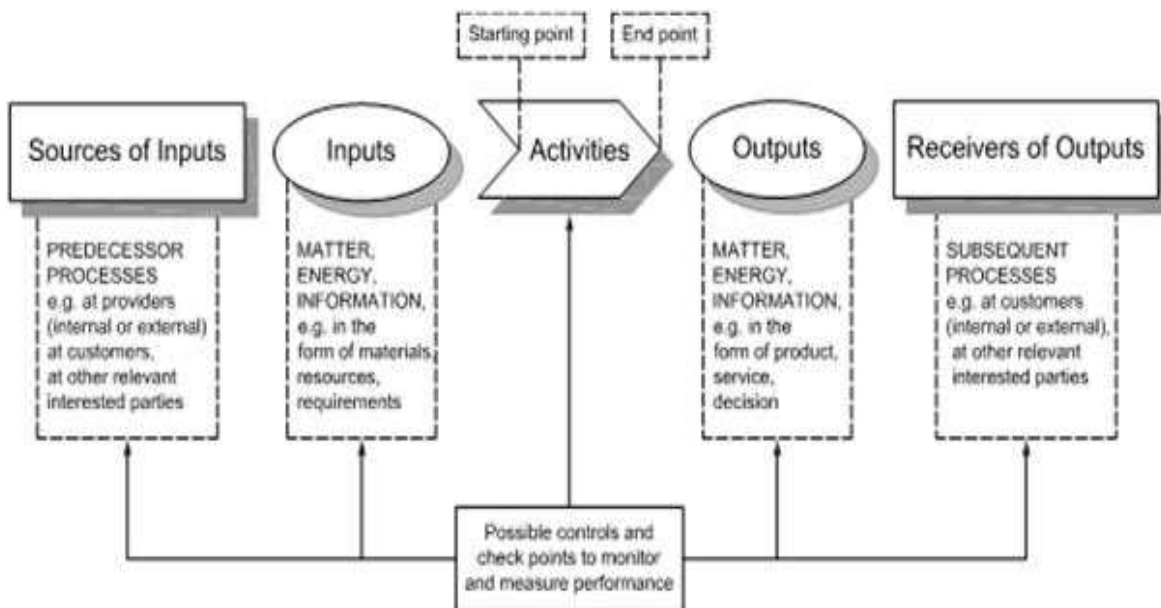 Starting point
End point
Sources of Inputs
Inputs
Activities
Outputs
Receivers of Outputs
PREDECESSOR
PROCESSES
e.g. at providers
(internal or external)
at customers,
at other relevant
interested parties
MATTER,
ENERGY,
INFORMATION,
e.g. in the
form of materials,
resources,
requirements
MATTER,
ENERGY,
INFORMATION,
e.g. in the
form of product,
service,
decision
SUBSEQUENT
PROCESSES
e.g. at customers
(internal or external),
at other relevant
interested parties
Possible controls and
check points to monitor
and measure performance